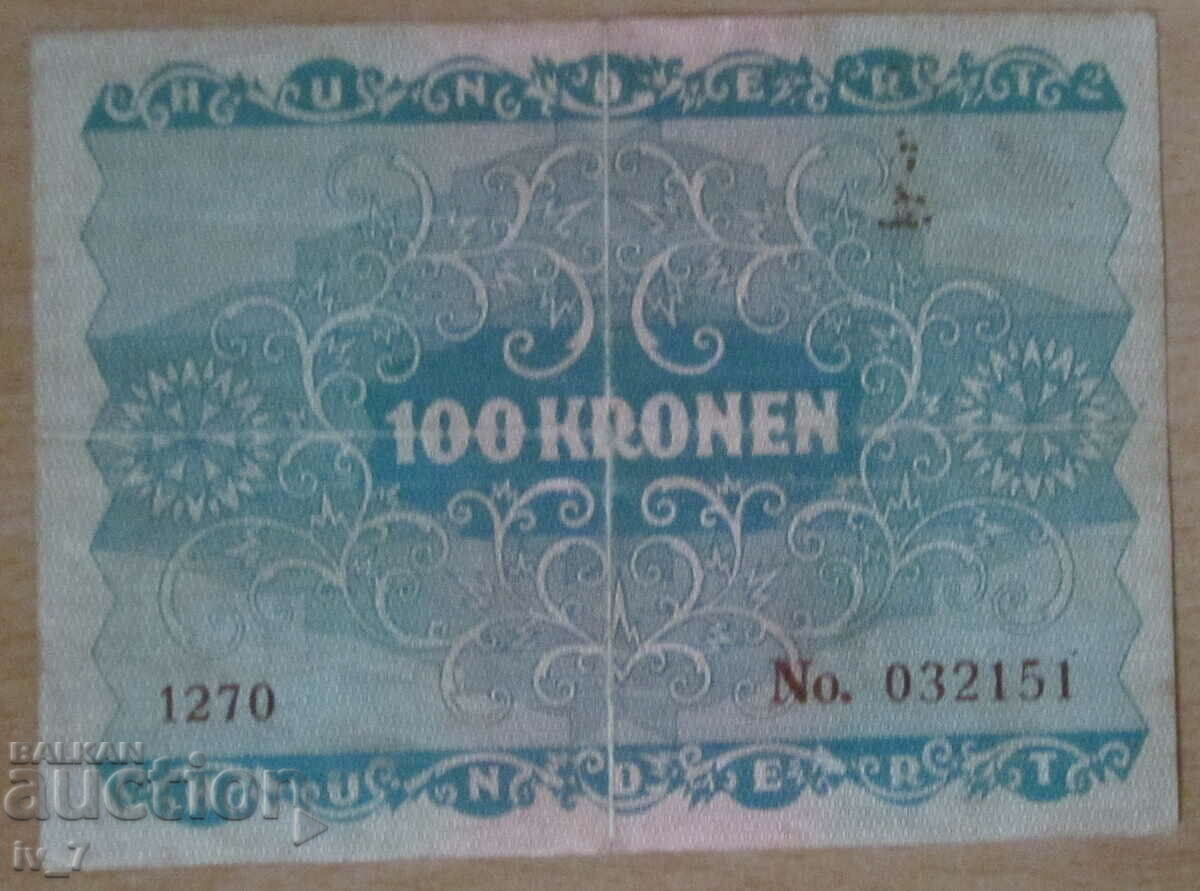 HUNDERT
100 KRONEN
1270
No. 032151
HUNDERT
BALKAN
auction
iv_7